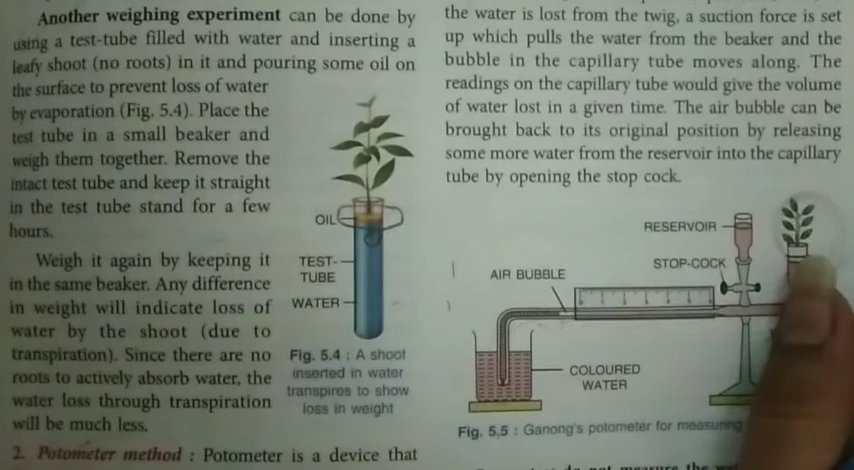 Another weighing experiment can be done by
using a test-tube filled with water and inserting a
leafy shoot (no roots) in it and pouring some oil on
the surface to prevent loss of water
by evaporation (Fig. 5.4). Place the
test tube in a small beaker and
weigh them together. Remove the
intact test tube and keep it straight
in the test tube stand for a few
hours.
Weigh it again by keeping it
in the same beaker. Any difference
in weight will indicate loss of
water by the shoot (due to
transpiration). Since there are no
roots to actively absorb water, the
water loss through transpiration
will be much less.
OIL
TEST-
TUBE
WATER
Fig. 5.4 : A shoot
inserted in water
transpires to show
loss in weight
2. Potometer method : Potometer is a device that
the water is lost from the twig, a suction force is set
up which pulls the water from the beaker and the
bubble in the capillary tube moves along. The
readings on the capillary tube would give the volume
of water lost in a given time. The air bubble can be
brought back to its original position by releasing
some more water from the reservoir into the capillary
tube by opening the stop cock.
RESERVOIR
STOP-COCK
AIR BUBBLE
COLOURED
WATER
Fig. 5.5 : Ganong's potometer for measuring